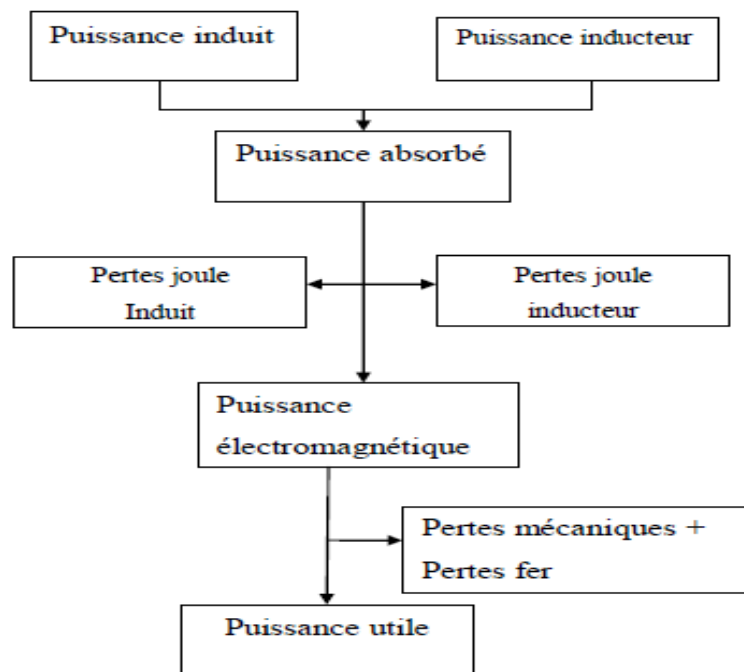 Puissance induit
Puissance inducteur
Puissance absorbé
Pertes joule
Induit
Pertes joule
inducteur
Puissance
électromagnétique
Pertes mécaniques +
Pertes fer
Puissance utile